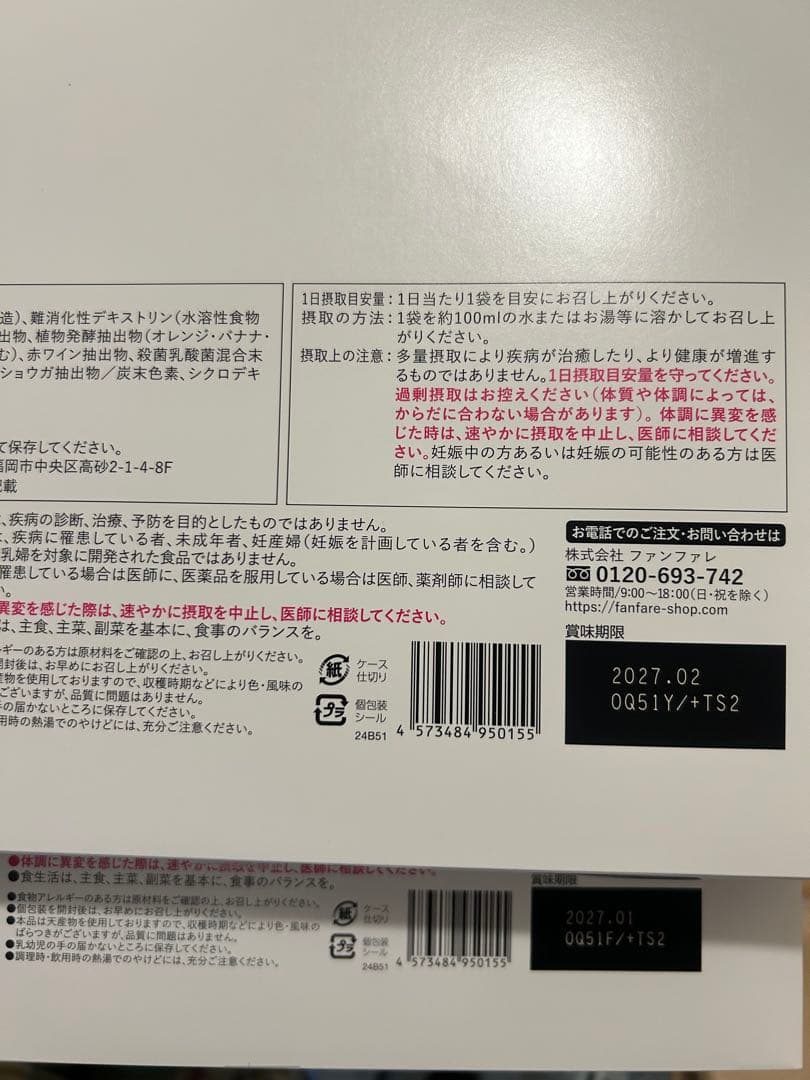 造)、難消化性デキストリン(水溶性食物
出物、植物発酵抽出物(オレンジ・バナナ・
む)、赤ワイン抽出物、殺菌乳酸菌混合末
ショウガ抽出物/炭末色素、シクロデキ
て保存してください。
福岡市中央区高砂2-1-4-8F
記載
1日摂取目安量:1日当たり1袋を目安にお召し上がりください。
摂取の方法:1袋を約100mlの水またはお湯等に溶かしてお召し上
がりください。
摂取上の注意:多量摂取により疾病が治癒したり、より健康が増進す
るものではありません。1日摂取目安量を守ってください。
過剰摂取はお控えください(体質や体調によっては、
からだに合わない場合があります)。体調に異変を感
じた時は、速やかに摂取を中止し、医師に相談してくだ
さい。妊娠中の方あるいは妊娠の可能性のある方は医
師に相談してください。
、疾病の診断、治療、予防を目的としたものではありません。
、疾病に罹患している者、未成年者、妊産婦(妊娠を計画している者を含む。)
乳婦を対象に開発された食品ではありません。
罹患している場合は医師に、医薬品を服用している場合は医師、薬剤師に相談して
い。
異変を感じた際は、速やかに摂取を中止し、医師に相談してください。
は、主食、主菜、副菜を基本に、食事のバランスを。
ルギーのある方は原材料をご確認の上、お召し上がりください。
開封後は、お早めにお召し上がりください。
産物を使用しておりますので、収穫時期などにより色・風味の
ございますが、品質に問題はありません。
手の届かないところに保存してください。
用時の熱湯でのやけどには、充分ご注意ください。
紙
ケース
仕切り
プラ
個包装
シール
24B51
4 573484 950155
お電話でのご注文・お問い合わせは
株式会社 ファンファレ
0120-693-742
営業時間/9:00~18:00(日・祝を除く)
https://fanfare-shop.com
賞味期限
2027.02
0Q51Y/+TS2
●体調に異変を感じた際は、速やかに摂取を中止し、医師に相談してください。
●食生活は、主食、主菜、副菜を基本に、食事のバランスを。
●食物アレルギーのある方は原材料をご確認の上、お召し上がりください。
●個包装を開封後は、お早めにお召し上がりください。
●本品は天産物を使用しておりますので、収穫時期などにより色・風味の
ばらつきがございますが、品質に問題はありません。
●乳幼児の手の届かないところに保存してください。
●調理時・飲用時の熱湯でのやけどには、充分ご注意ください。
紙
ケース
仕切り
プラ
個包装
シール
24B51
4 573484 950155
賞味期限
2027.01
0Q51F/+TS2